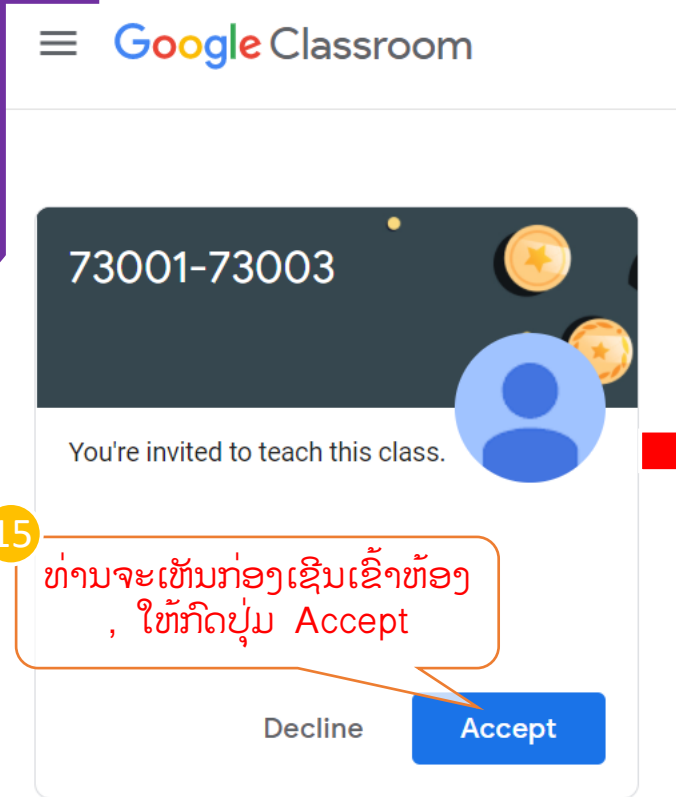 Google Classroom
73001-73003
You're invited to teach this class.
15
ທ່ານຈະເຫັນກ່ອງເຊີນເຂົ້າຫ້ອງ
, ໃຫ້ກົດປຸ່ມ Accept
Decline Accept